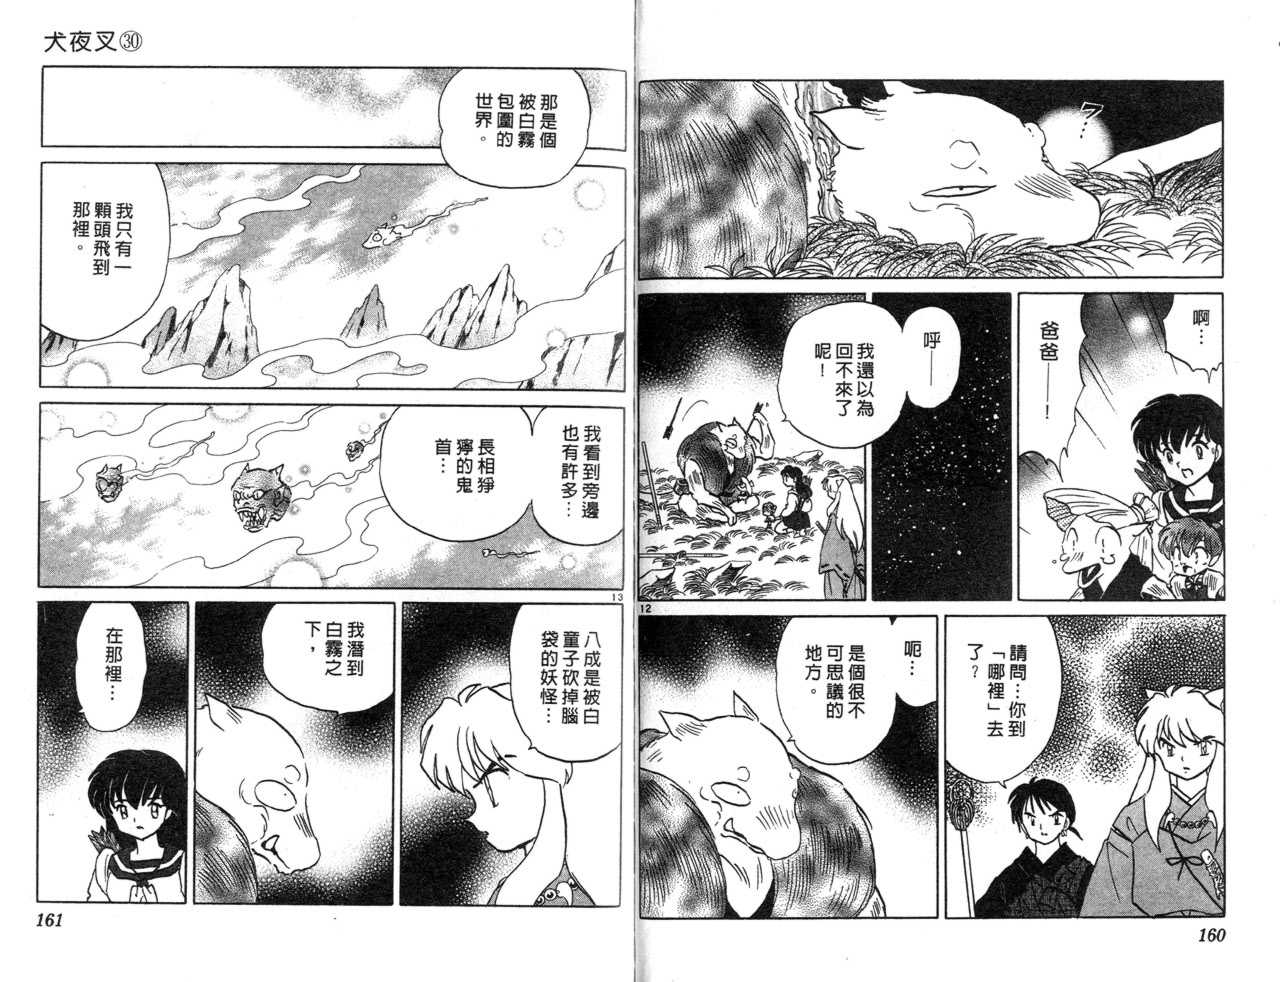 啊…
爸爸——！
呼——
我還以為
回不來了
呢！
請問…你到
「哪裡」去
了？
呃…
是個很不
可思議的
地方。
12
160
犬夜叉㉚
那是個
被白霧
包圍的
世界。
我只有一
顆頭飛到
那裡。
我看到旁邊
也有許多…
長相猙
獰的鬼
首…
13
八成是被白
童子砍掉腦
袋的妖怪…
我潛到
白霧之
下，
在那裡…
161